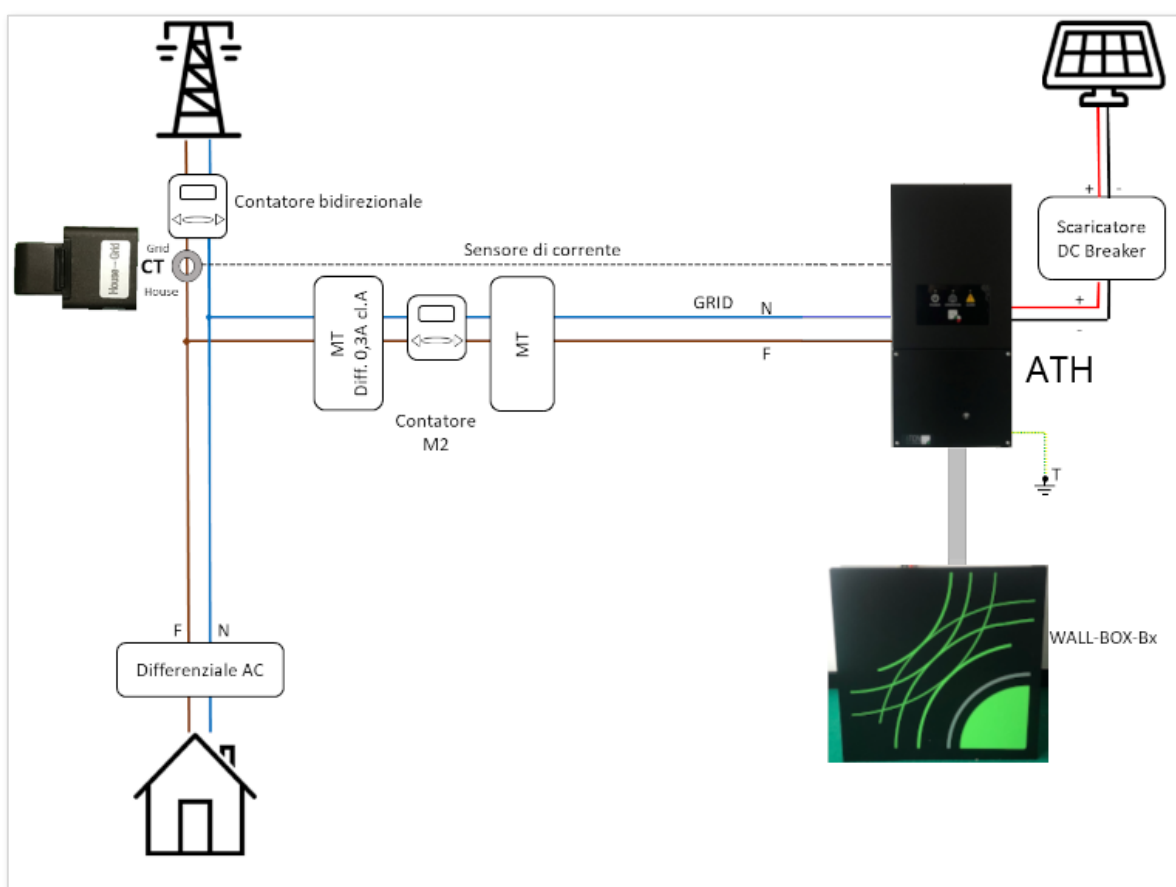 + -
Scaricatore
DC Breaker
Contatore bidirezionale
Grid
CT
House
House – Grid
Sensore di corrente
+
-
GRID N
F
MT
Diff. 0,3A cl.A
MT
ATH
Contatore
M2
T
F N
WALL-BOX-Bx
Differenziale AC